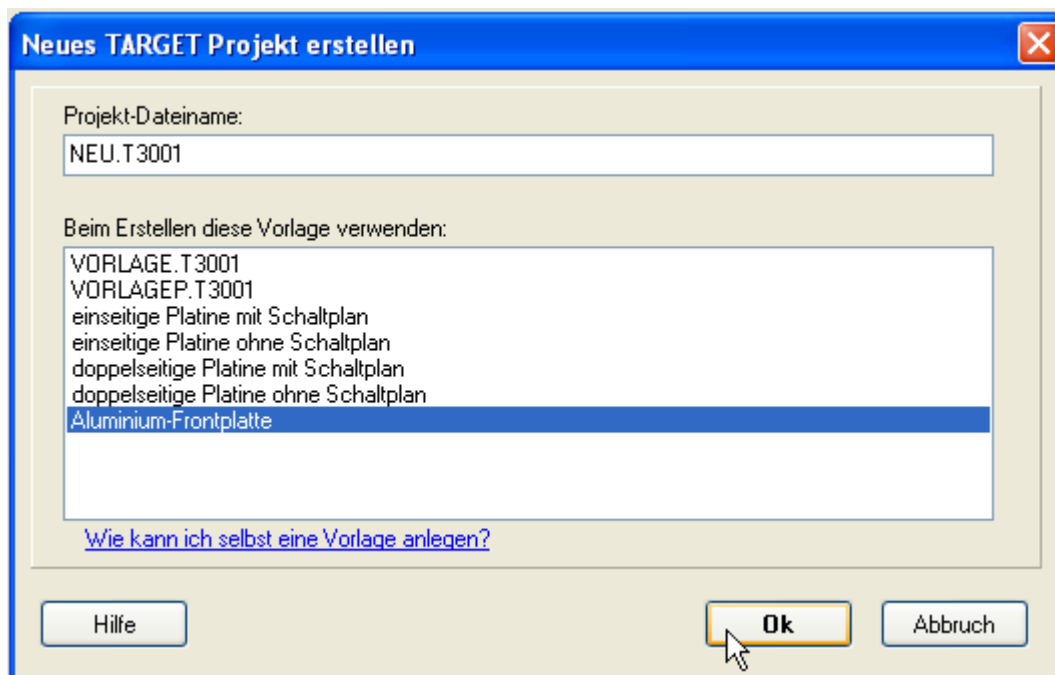 Neues TARGET Projekt erstellen
Projekt-Dateiname:
NEU.T3001
Beim Erstellen diese Vorlage verwenden:
VORLAGE.T3001
VORLAGEP.T3001
einseitige Platine mit Schaltplan
einseitige Platine ohne Schaltplan
doppelseitige Platine mit Schaltplan
doppelseitige Platine ohne Schaltplan
Aluminium-Frontplatte
Wie kann ich selbst eine Vorlage anlegen?
Hilfe Ok Abbruch